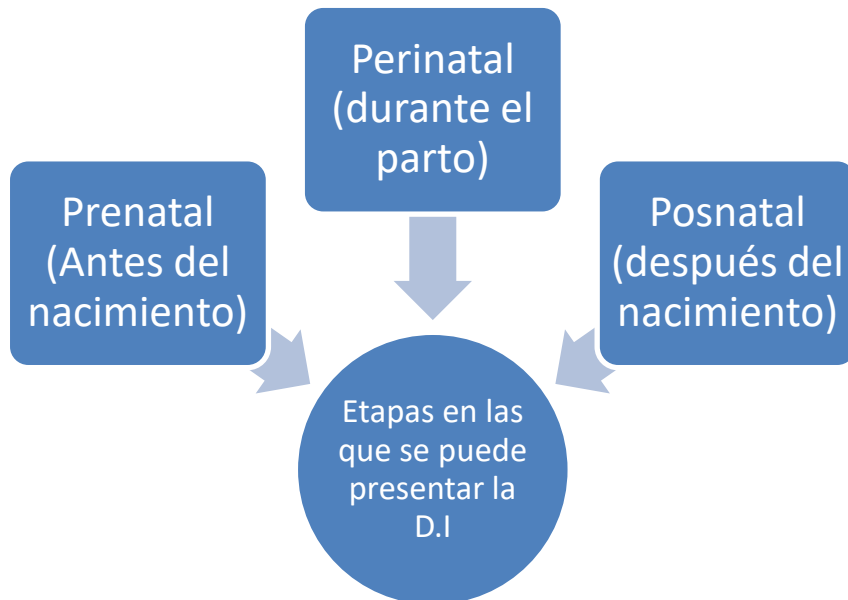 Perinatal
(durante el
parto)
Prenatal
(Antes del
nacimiento)
Posnatal
(después del
nacimiento)
Etapas en las
que se puede
presentar la
D.I